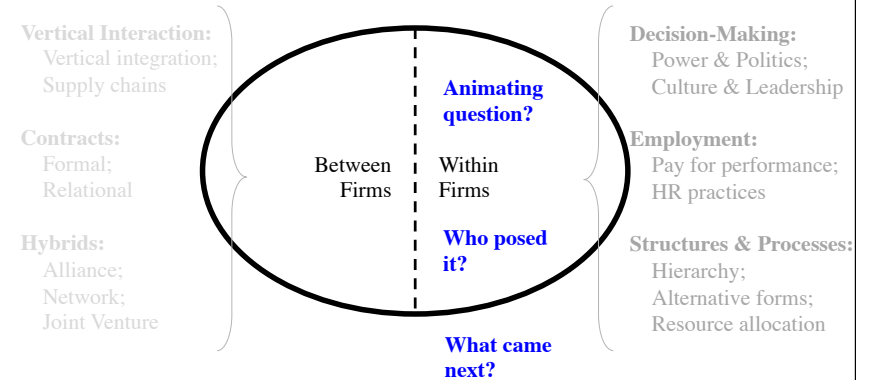 Vertical Interaction:
Vertical integration;
Supply chains
Contracts:
Formal;
Relational
Hybrids:
Alliance;
Network;
Joint Venture
Between
Firms
Animating
question?
Within
Firms
Who posed
it?
What came
next?
Decision-Making:
Power & Politics;
Culture & Leadership
Employment:
Pay for performance;
HR practices
Structures & Processes:
Hierarchy;
Alternative forms;
Resource allocation